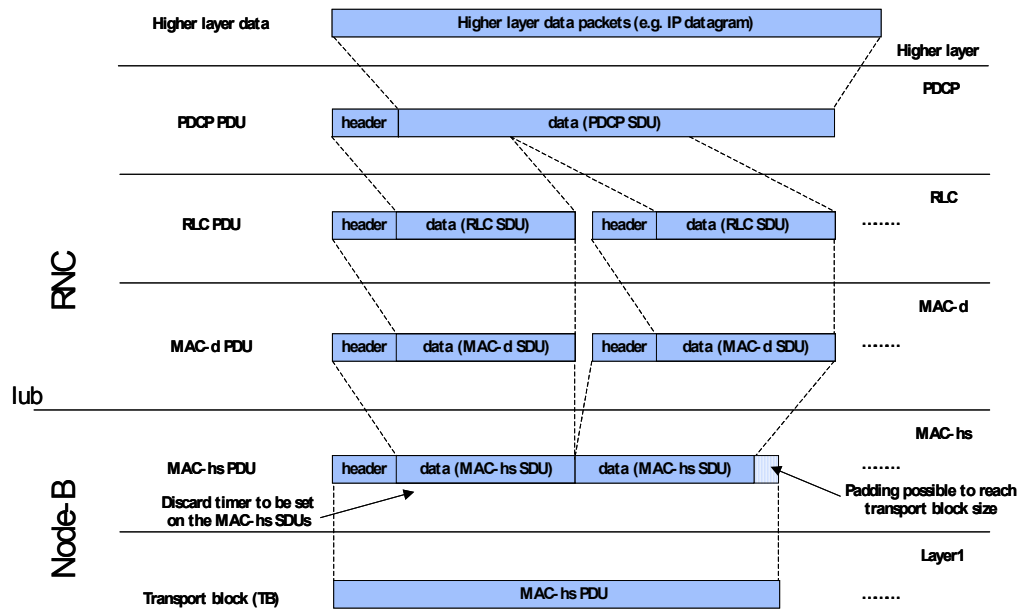 Higher layer data
Higher layer data packets (e.g. IP datagram)
Higher layer
PDCP
PDCP PDU
header
data (PDCP SDU)
RLC
RLC PDU
header
data (RLC SDU)
header
data (RLC SDU)
.......
RNC
MAC-d
MAC-d PDU
header
data (MAC-d SDU)
header
data (MAC-d SDU)
.......
Iub
MAC-hs
MAC-hs PDU
header
data (MAC-hs SDU)
data (MAC-hs SDU)
.......
Discard timer to be set
on the MAC-hs SDUs
Padding possible to reach
transport block size
Node-B
Layer1
Transport block (TB)
MAC-hs PDU
.......